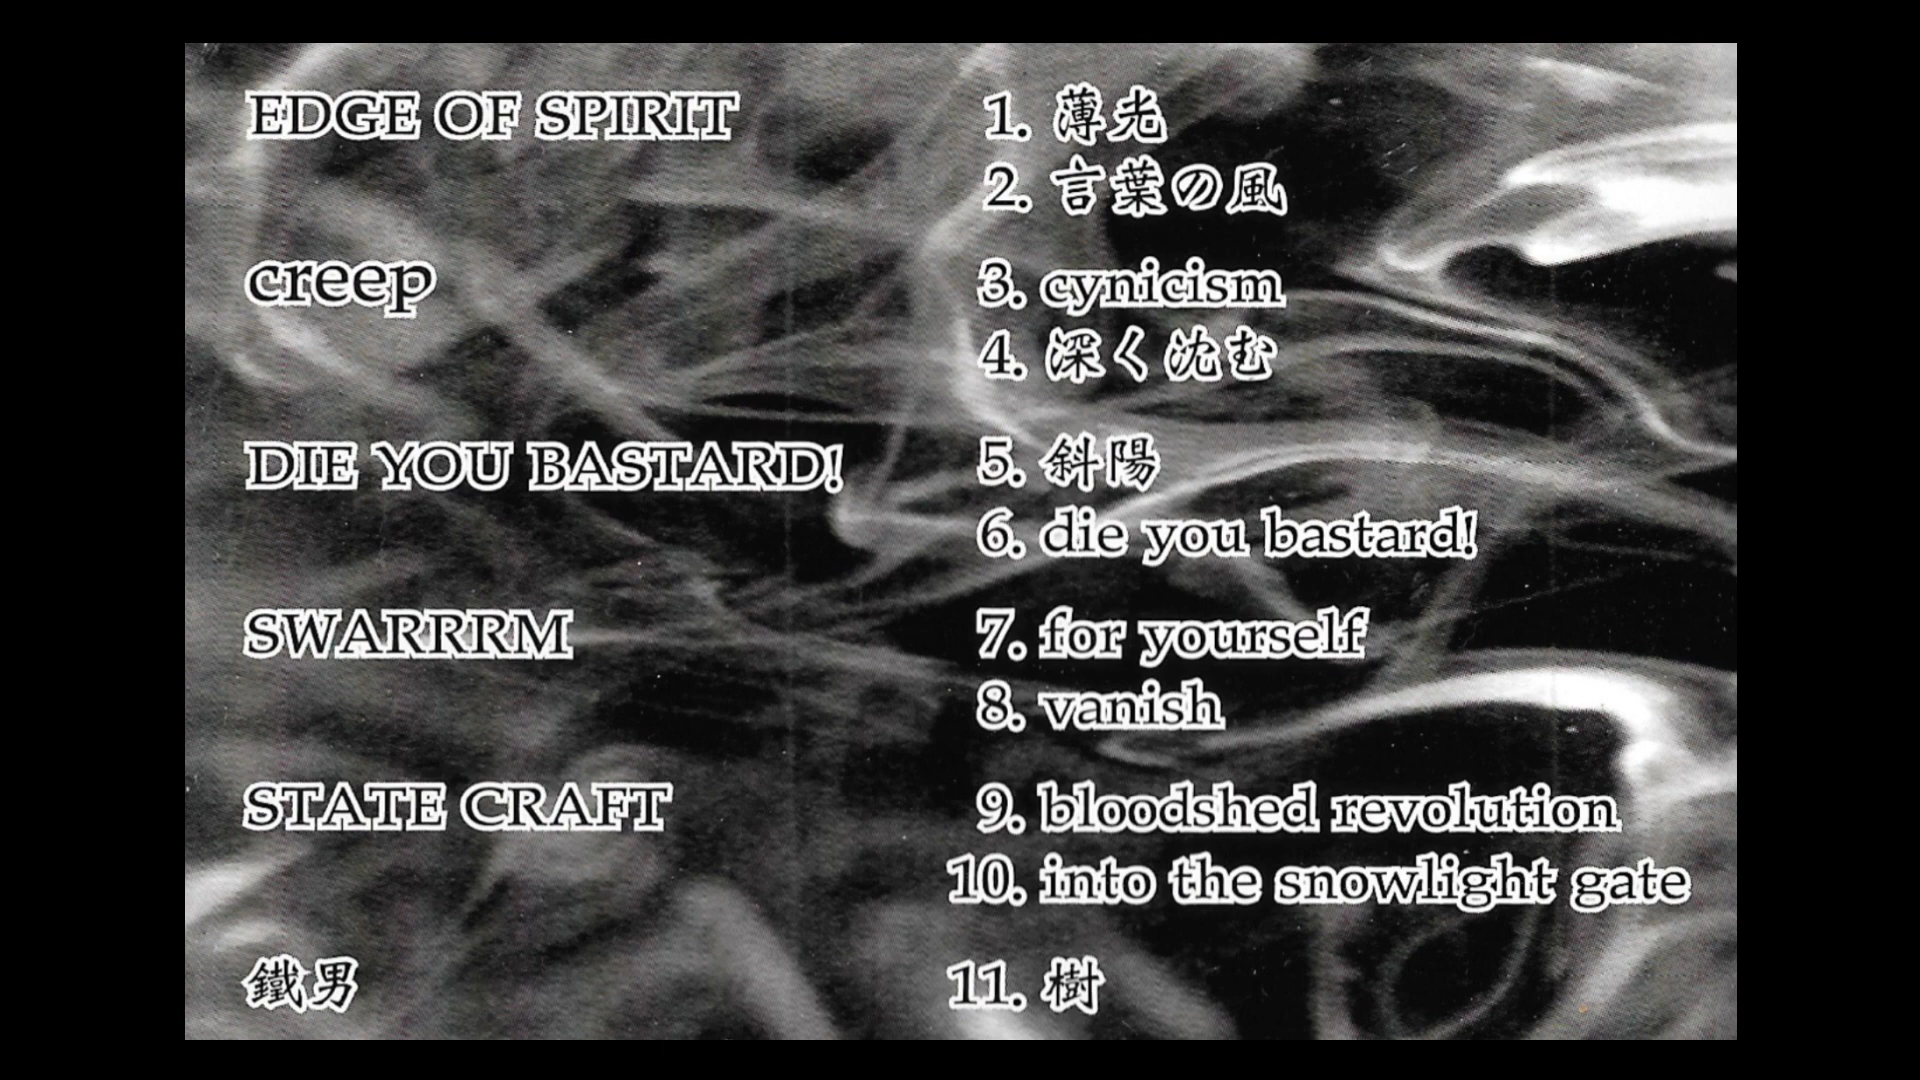 EDGE OF SPIRIT
1. 薄光
2. 言葉の風
creep
3. cynicism
4. 深く沈む
DIE YOU BASTARD!
5. 斜陽
6. die you bastard!
SWARRRM
7. for yourself
8. vanish
STATE CRAFT
9. bloodshed revolution
10. into the snowlight gate
鐵男
11. 樹